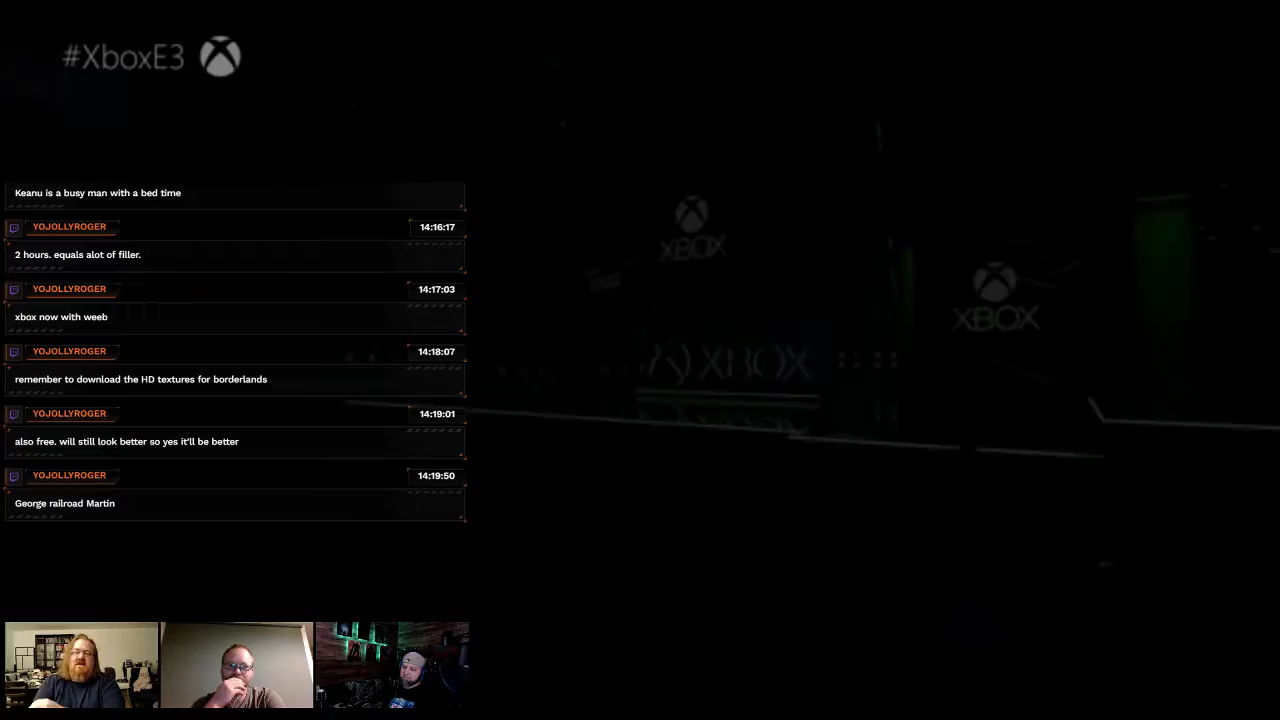 #XboxE3
Keanu is a busy man with a bed time
YOJOLLYROGER 14:16:17
2 hours. equals alot of filler.
YOJOLLYROGER 14:17:03
xbox now with weeb
YOJOLLYROGER 14:18:07
remember to download the HD textures for borderlands
YOJOLLYROGER 14:19:01
also free. will still look better so yes it'll be better
YOJOLLYROGER 14:19:50
George railroad Martin
XBOX
XBOX
XBOX